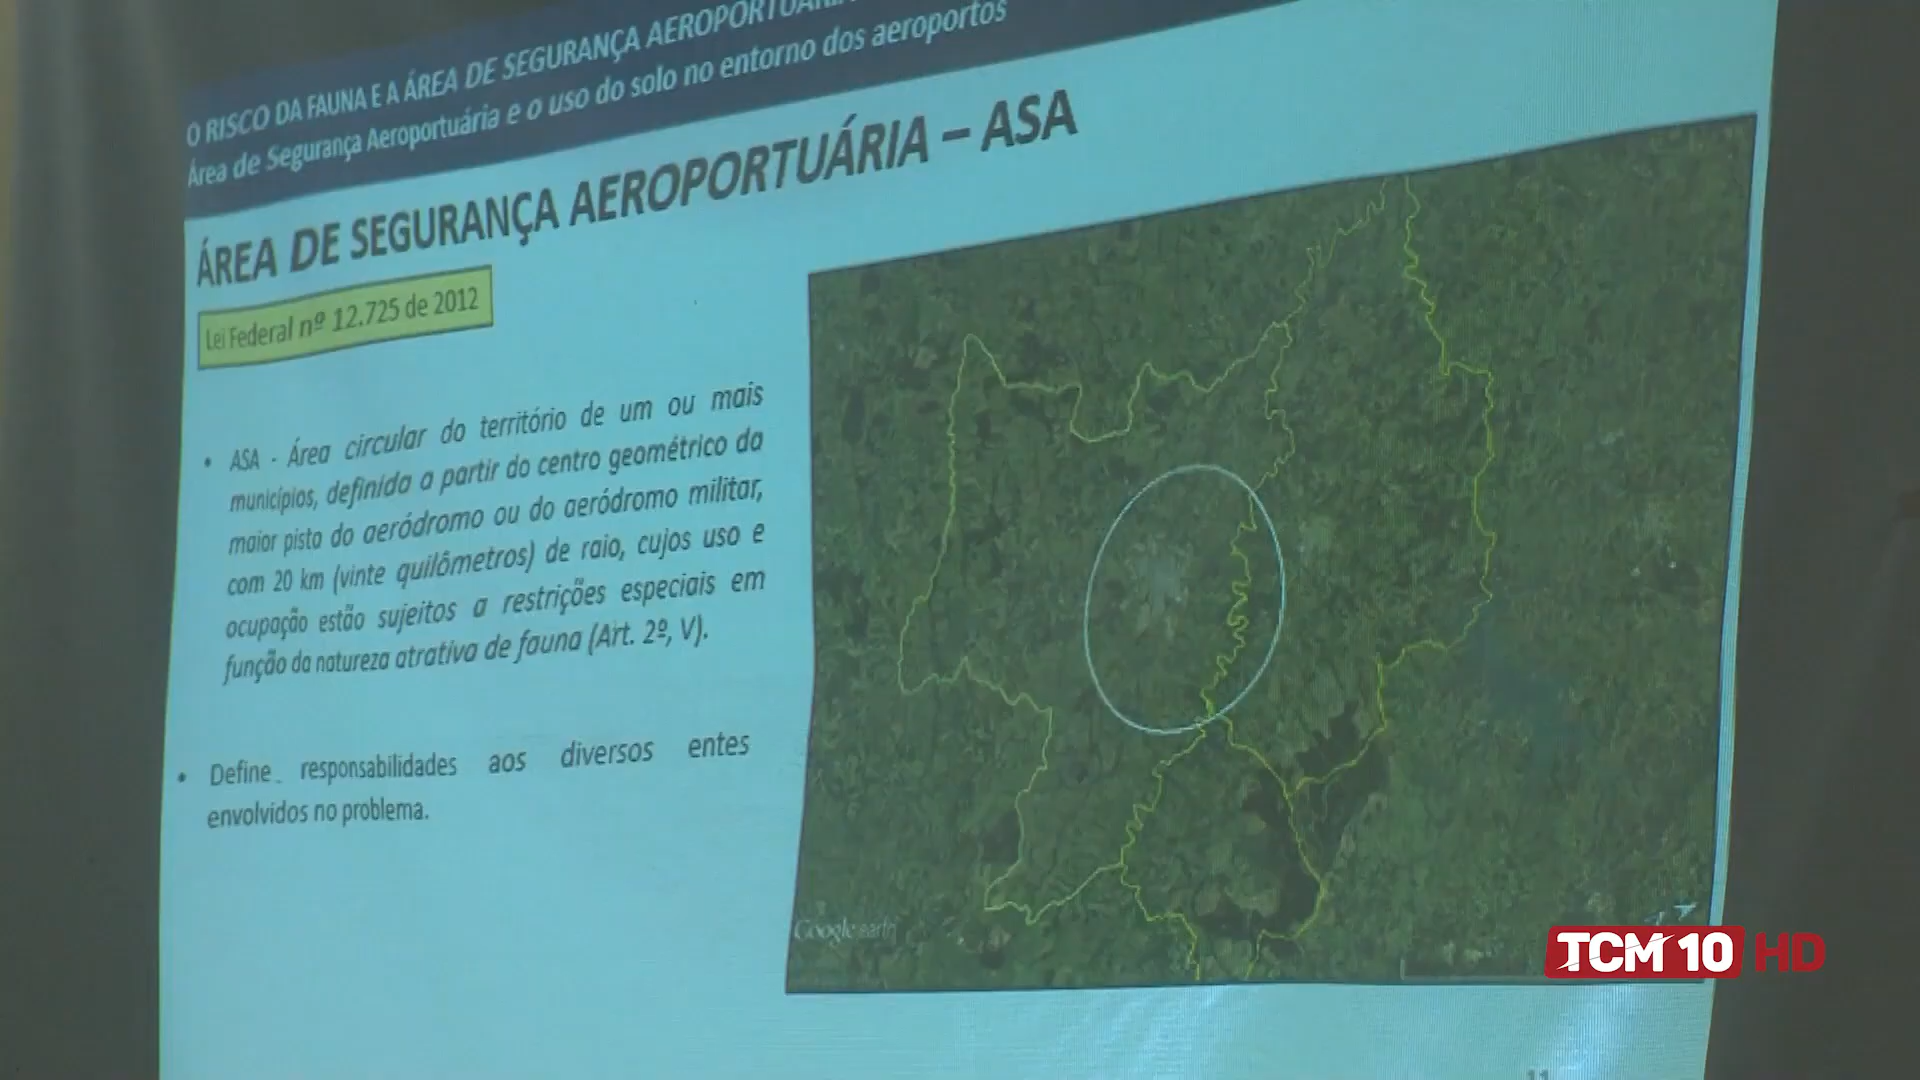 O RISCO DA FAUNA E A ÁREA DE SEGURANÇA AEROPORTUÁRIA
Área de Segurança Aeroportuária e o uso do solo no entorno dos aeroportos
ÁREA DE SEGURANÇA AEROPORTUÁRIA – ASA
Lei Federal nº 12.725 de 2012
• ASA - Área circular do território de um ou mais
municípios, definida a partir do centro geométrico da
maior pista do aeródromo ou do aeródromo militar,
com 20 km (vinte quilômetros) de raio, cujos uso e
ocupação estão sujeitos a restrições especiais em
função da natureza atrativa de fauna (Art. 2º, V).
• Define responsabilidades aos diversos entes
envolvidos no problema.
Google earth
TCM 10 HD
11